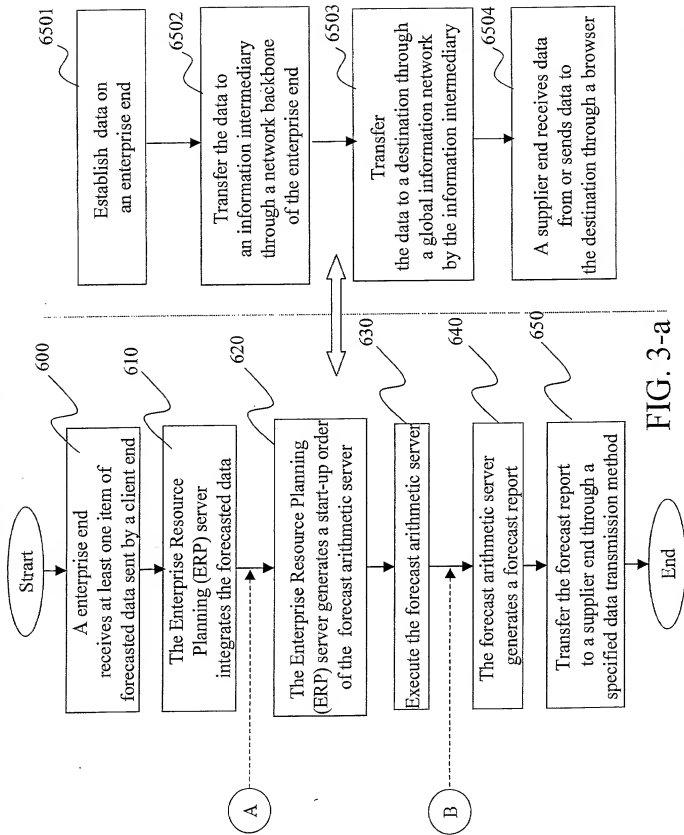 Strart
600
A enterprise end
receives at least one item of
forecasted data sent by a client end
610
The Enterprise Resource
Planning (ERP) server
integrates the forecasted data
A
620
The Enterprise Resource Planning
(ERP) server generates a start-up order
of the forecast arithmetic server
630
Execute the forecast arithmetic server
B
640
The forecast arithmetic server
generates a forecast report
650
Transfer the forecast report
to a supplier end through a
specified data transmission method
End
6501
Establish data on
an enterprise end
6502
Transfer the data to
an information intermediary
through a network backbone
of the enterprise end
6503
Transfer
the data to a destination through
a global information network
by the information intermediary
6504
A supplier end receives data
from or sends data to
the destination through a browser
FIG. 3-a